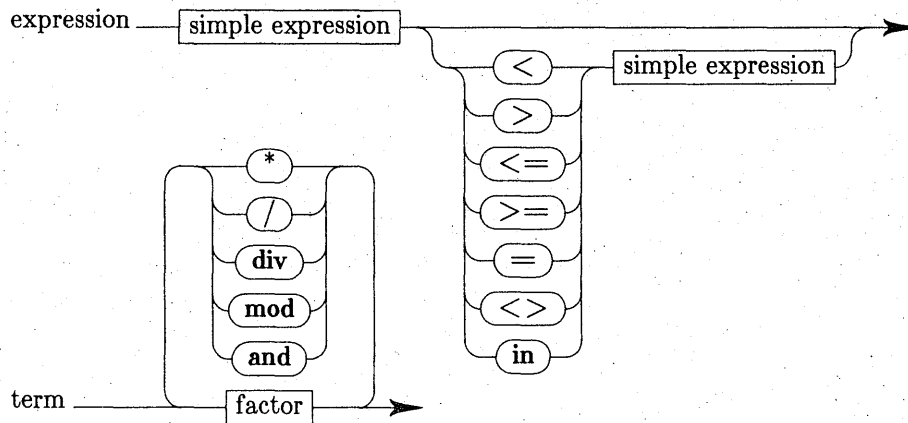 expression simple expression
< simple expression
>
<=
>=
=
<>
in
*
/
div
mod
and
term factor